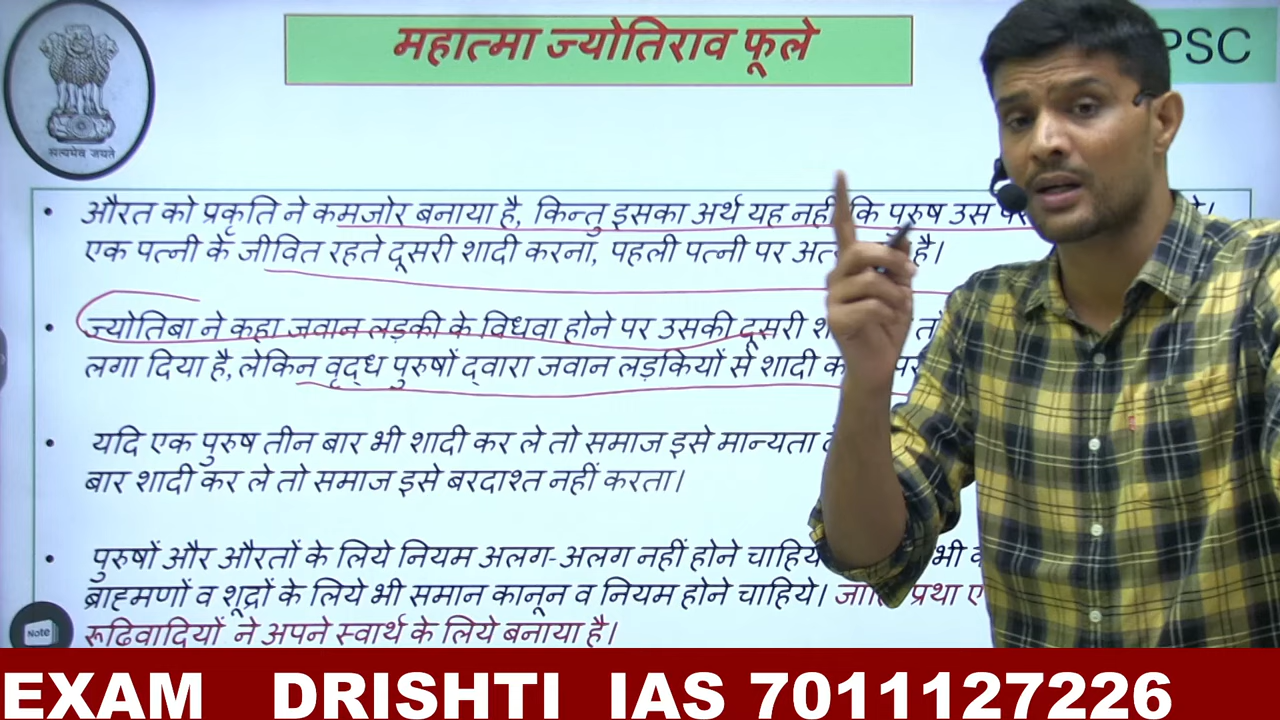 महात्मा ज्योतिराव फूले
PSC
सत्यमेव जयते
• औरत को प्रकृति ने कमजोर बनाया है, किन्तु इसका अर्थ यह नहीं कि पुरुष उस
एक पत्नी के जीवित रहते दूसरी शादी करना, पहली पत्नी पर है।
• ज्योतिबा ने कहा जवान लड़की के विधवा होने पर उसकी दूसरी तो
लगा दिया है, लेकिन वृद्ध पुरुषों द्वारा जवान लड़कियों से शादी
• यदि एक पुरुष तीन बार भी शादी कर ले तो समाज इसे मान्यता
बार शादी कर ले तो समाज इसे बरदाश्त नहीं करता।
• पुरुषों और औरतों के लिये नियम अलग-अलग नहीं होने चाहिये भी
ब्राह्मणों व शूद्रों के लिये भी समान कानून व नियम होने चाहिये। जाति प्रथा
रूढिवादियों ने अपने स्वार्थ के लिये बनाया है।
Note
EXAM DRISHTI IAS 7011127226